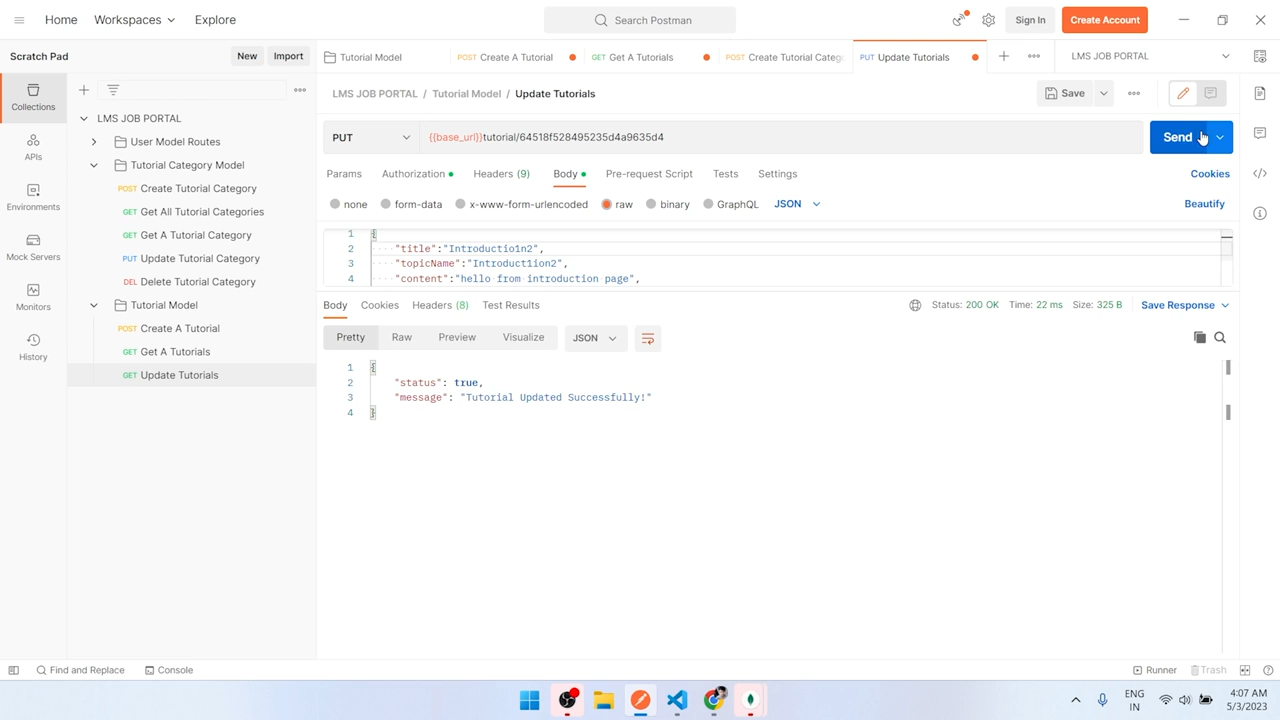 Home Workspaces Explore Search Postman Sign In Create Account
Scratch Pad New Import Tutorial Model POST Create A Tutorial GET Get A Tutorials POST Create Tutorial Categ PUT Update Tutorials LMS JOB PORTAL
LMS JOB PORTAL / Tutorial Model / Update Tutorials Save
Collections
APIs
Environments
Mock Servers
Monitors
History
LMS JOB PORTAL
User Model Routes
Tutorial Category Model
POST Create Tutorial Category
GET Get All Tutorial Categories
GET Get A Tutorial Category
PUT Update Tutorial Category
DEL Delete Tutorial Category
Tutorial Model
POST Create A Tutorial
GET Get A Tutorials
GET Update Tutorials
PUT {{base_url}}tutorial/64518f528495235d4a9635d4 Send
Params Authorization Headers (9) Body Pre-request Script Tests Settings Cookies
none form-data x-www-form-urlencoded raw binary GraphQL JSON Beautify
1 {
2 "title":"Introductio1n2",
3 "topicName":"Introduct1ion2",
4 "content":"hello from introduction page",
Body Cookies Headers (8) Test Results Status: 200 OK Time: 22 ms Size: 325 B Save Response
Pretty Raw Preview Visualize JSON
1 {
2 "status": true,
3 "message": "Tutorial Updated Successfully!"
4 }
Find and Replace Console Runner Trash
ENG
IN
4:07 AM
5/3/2023